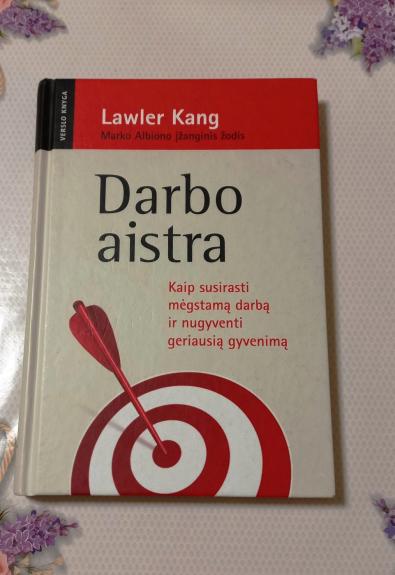 VERSLO KNYGA
Lawler Kang
Marko Albiono įžanginis žodis
Darbo
aistra
Kaip susirasti
mėgstamą darbą
ir nugyventi
geriausią gyvenimą